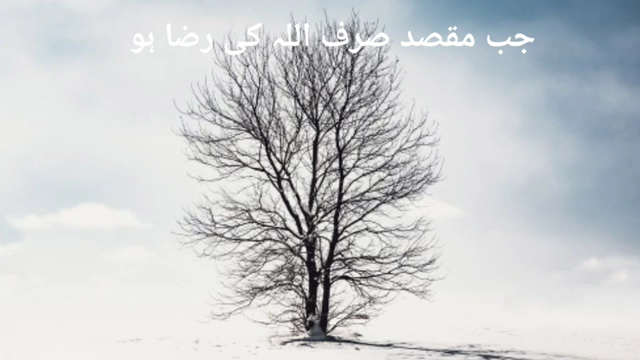 جب مقصد صرف اللہ کی رضا ہو